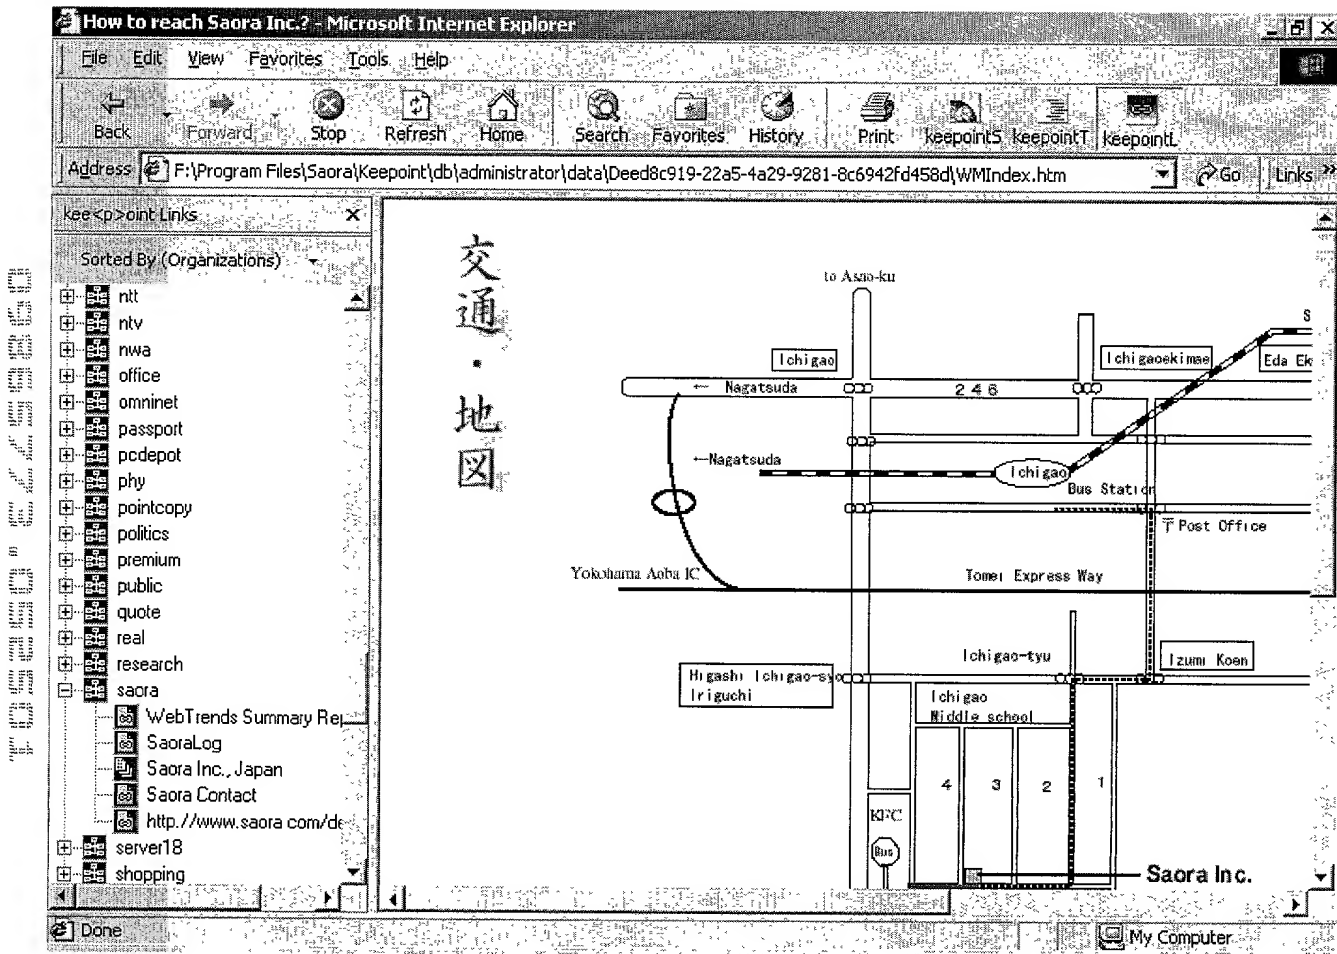 How to reach Saora Inc.? - Microsoft Internet Explorer
File Edit View Favorites Tools Help
Back Forward Stop Refresh Home Search Favorites History Print keepointS keepointT keepointL
Address F:\Program Files\Saora\Keepoint\db\administrator\data\Deed8c919-22a5-4a29-9281-8c6942fd458d\WMIndex.htm Go Links »
kee<p>oint Links
Sorted By (Organizations)
ntt
ntv
nwa
office
omninet
passport
pcdepot
phy
pointcopy
politics
premium
public
quote
real
research
saora
WebTrends Summary Re
SaoraLog
Saora Inc., Japan
Saora Contact
http://www.saora.com/de
server18
shopping
交通・地図
to Asao-ku
S
Ichigao
Ichigaoekimae
Eda Ek
← Nagatsuda
246
←Nagatsuda
Ichigao
Bus Station
〒Post Office
Yokohama Aoba IC
Tomei Express Way
Ichigao-tyu
Izumi Koen
Higashi Ichigao-syo
Iriguchi
Ichigao
Middle school
4 3 2 1
KFC
Bus
Saora Inc.
Done
My Computer